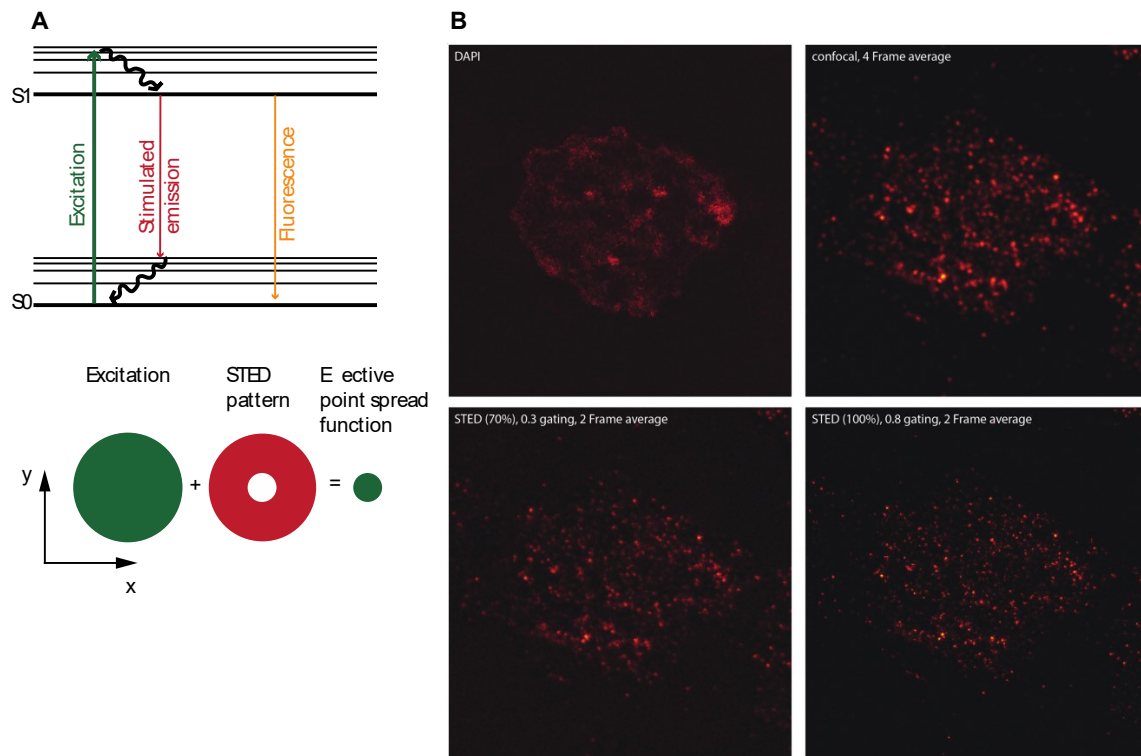 A
S1
Excitation
Stimulated
emission
Fluorescence
S0
Excitation
STED
pattern
E ective
point spread
function
y
+
=
x
B
DAPI
confocal, 4 Frame average
STED (70%), 0.3 gating, 2 Frame average
STED (100%), 0.8 gating, 2 Frame average